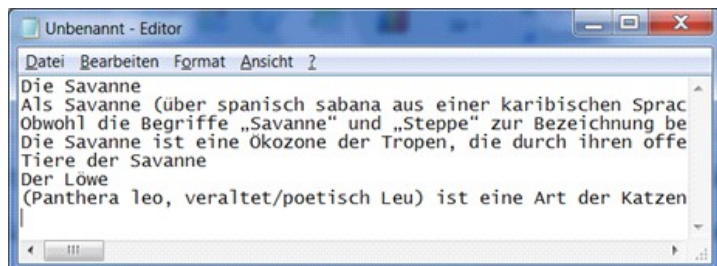 Unbenannt - Editor
Datei Bearbeiten Format Ansicht ?
Die Savanne
Als Savanne (über spanisch sabana aus einer karibischen Sprac
Obwohl die Begriffe „Savanne“ und „Steppe“ zur Bezeichnung be
Die Savanne ist eine Ökozone der Tropen, die durch ihren offe
Tiere der Savanne
Der Löwe
(Panthera leo, veraltet/poetisch Leu) ist eine Art der Katzen